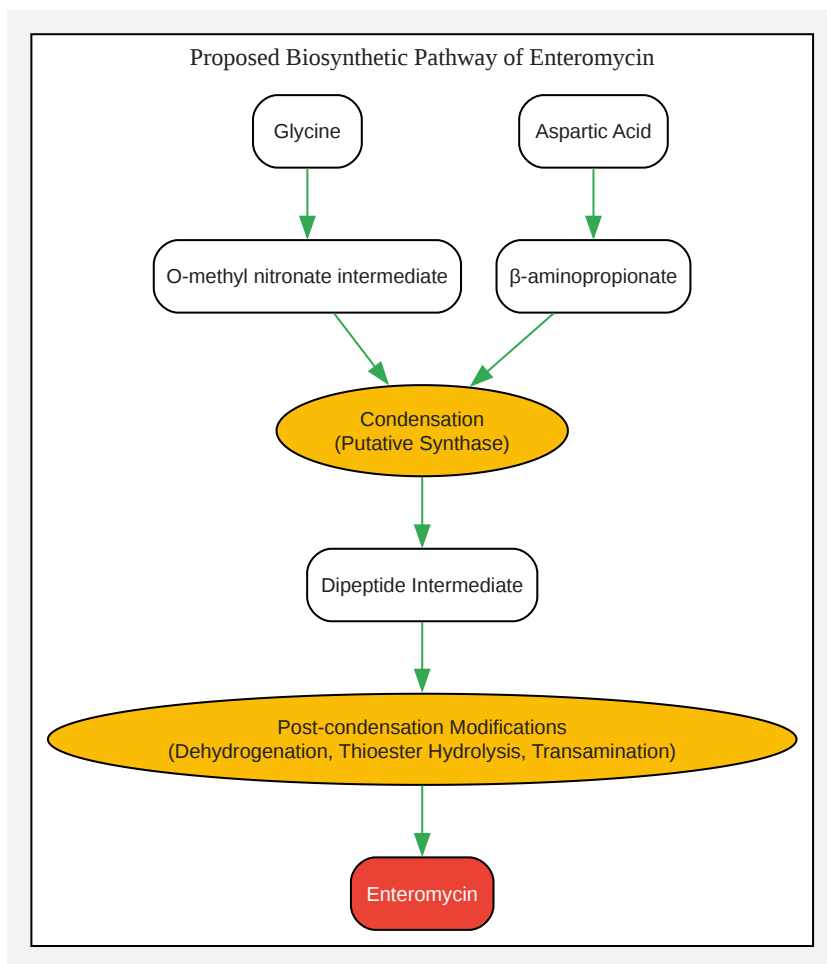 Proposed Biosynthetic Pathway of Enteromycin
Glycine
Aspartic Acid
O-methyl nitronate intermediate
β-aminopropionate
Condensation
(Putative Synthase)
Dipeptide Intermediate
Post-condensation Modifications
(Dehydrogenation, Thioester Hydrolysis, Transamination)
Enteromycin